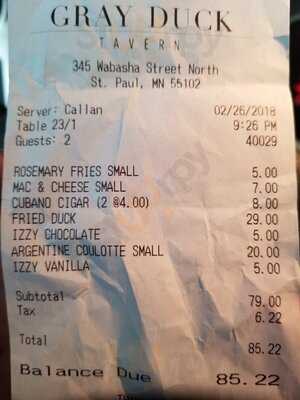 GRAY DUCK
TAVERN
345 Wabasha Street North
St. Paul, MN 55102
Server: Callan 02/26/2018
Table 23/1 9:26 PM
Guests: 2 40029
ROSEMARY FRIES SMALL 5.00
MAC & CHEESE SMALL 7.00
CUBANO CIGAR (2 @4.00) 8.00
FRIED DUCK 29.00
IZZY CHOCOLATE 5.00
ARGENTINE COULOTTE SMALL 20.00
IZZY VANILLA 5.00
Subtotal 79.00
Tax 6.22
Total 85.22
Balance Due 85.22